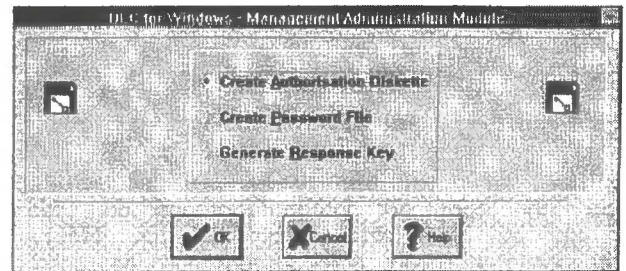 DLC for Windows - Management Administration Module
Create Authorisation Diskette
Create Password File
Generate Response Key
OK
Cancel
Help